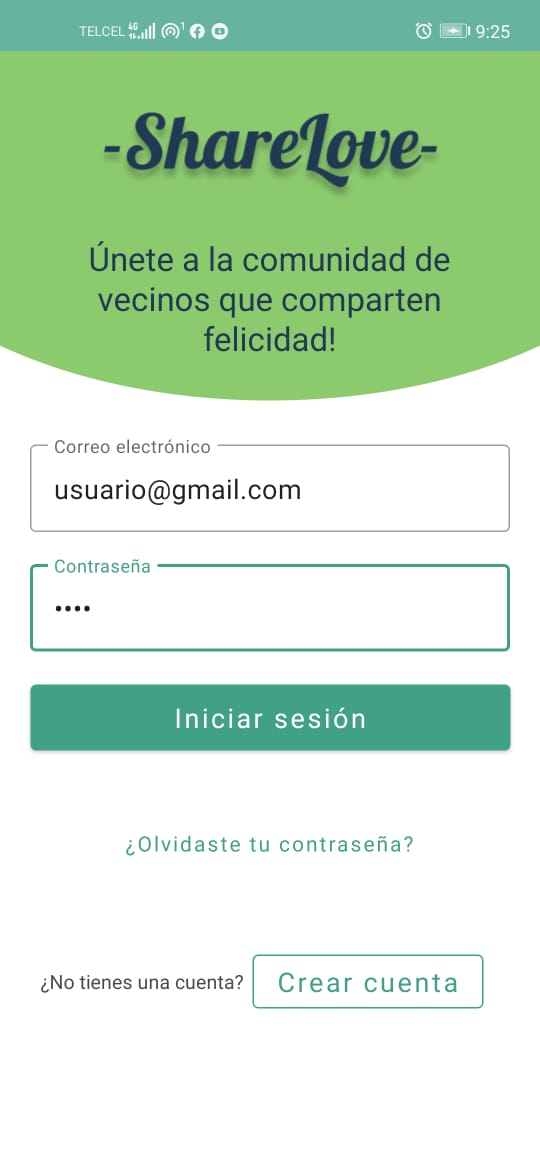 TELCEL 4G 9:25
-ShareLove-
Únete a la comunidad de
vecinos que comparten
felicidad!
Correo electrónico
usuario@gmail.com
Contraseña
••••
Iniciar sesión
¿Olvidaste tu contraseña?
¿No tienes una cuenta? Crear cuenta